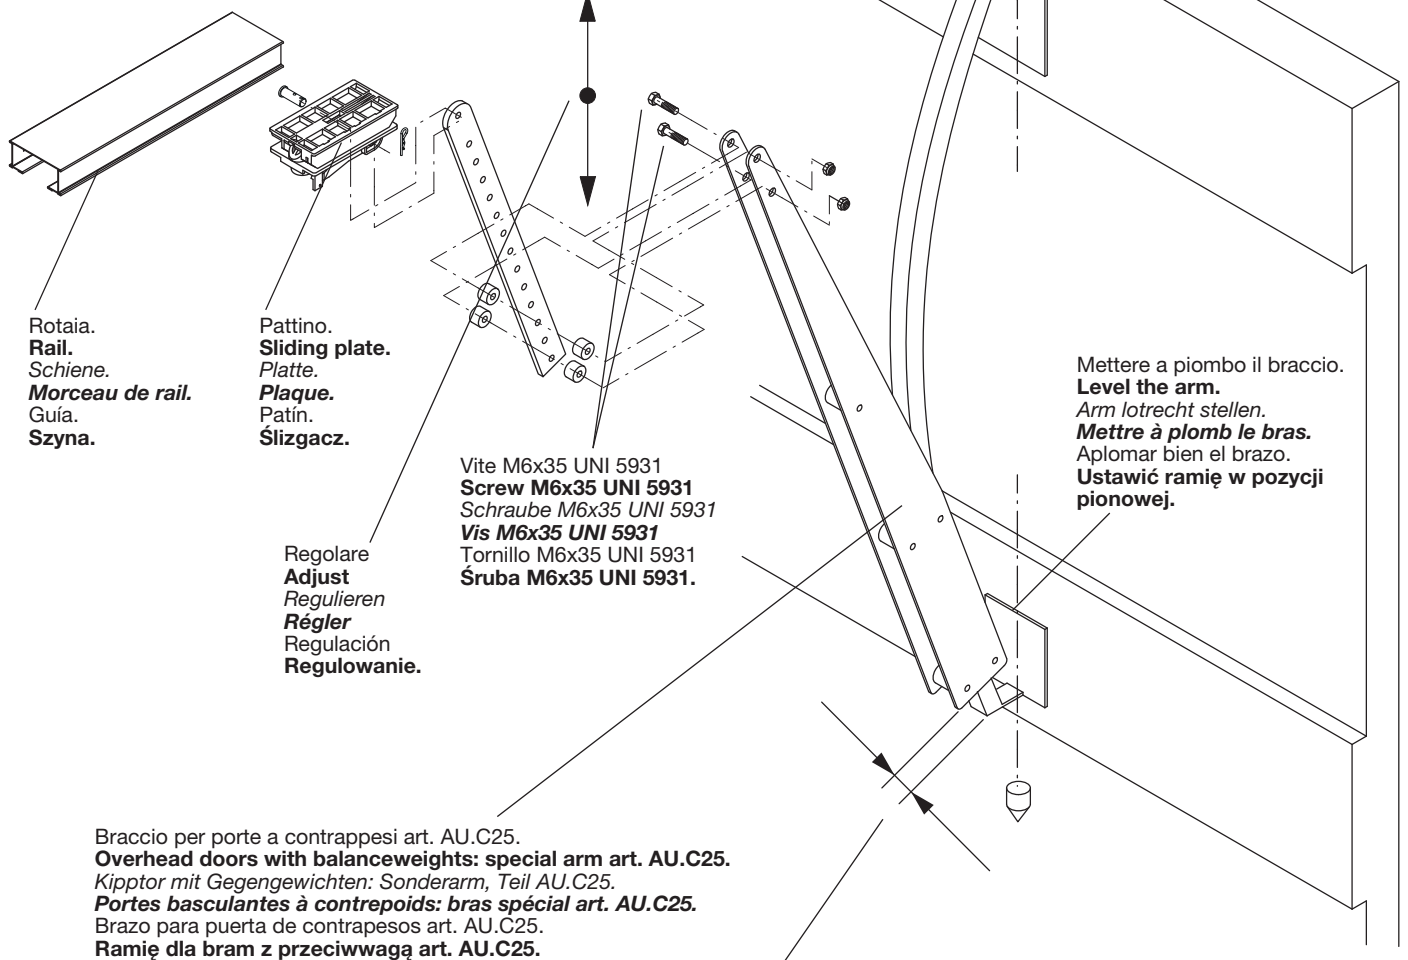 Rotaia.
Rail.
Schiene.
Morceau de rail.
Guía.
Szyna.
Pattino.
Sliding plate.
Platte.
Plaque.
Patín.
Ślizgacz.
Vite M6x35 UNI 5931
Screw M6x35 UNI 5931
Schraube M6x35 UNI 5931
Vis M6x35 UNI 5931
Tornillo M6x35 UNI 5931
Śruba M6x35 UNI 5931.
Mettere a piombo il braccio.
Level the arm.
Arm lotrecht stellen.
Mettre à plomb le bras.
Aplomar bien el brazo.
Ustawić ramię w pozycji
pionowej.
Regolare
Adjust
Regulieren
Régler
Regulación
Regulowanie.
Braccio per porte a contrappesi art. AU.C25.
Overhead doors with balanceweights: special arm art. AU.C25.
Kipptor mit Gegengewichten: Sonderarm, Teil AU.C25.
Portes basculantes à contrepoids: bras spécial art. AU.C25.
Brazo para puerta de contrapesos art. AU.C25.
Ramię dla bram z przeciwwagą art. AU.C25.